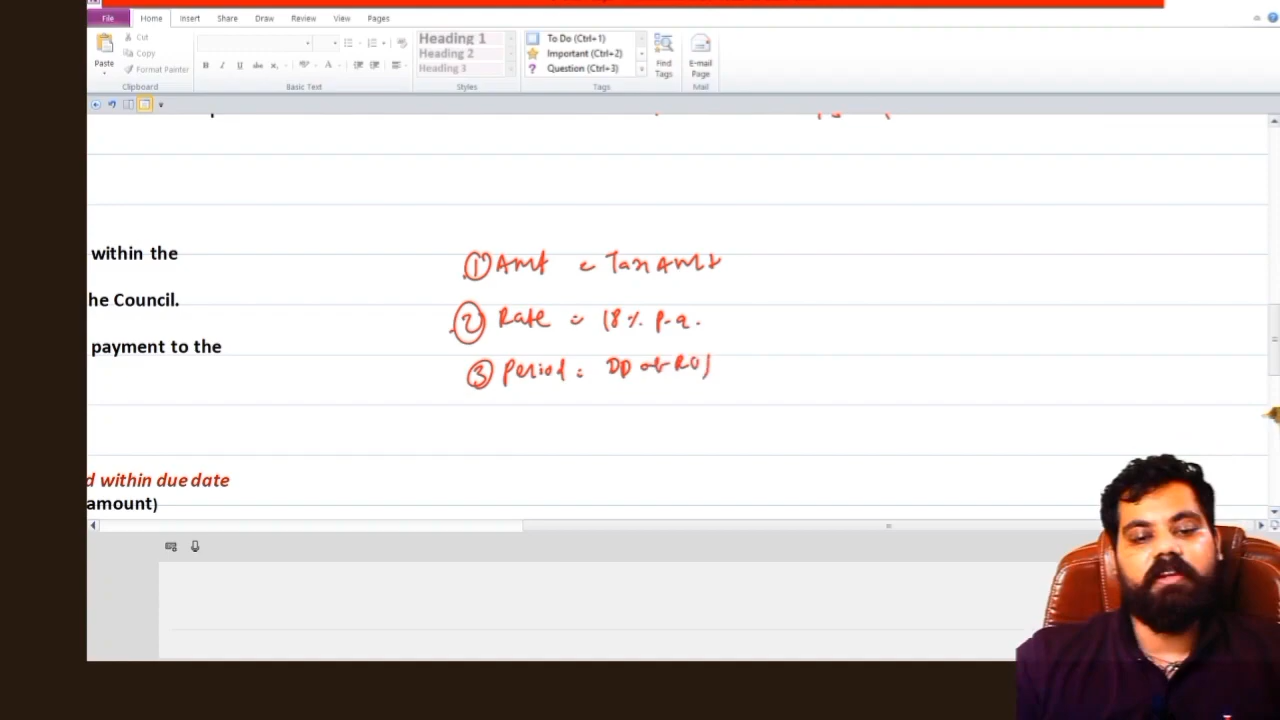 File Home Insert Share Draw Review View Pages
Cut
Copy
Format Painter
Paste
Clipboard
B I U abc
Basic Text
Heading 1
Heading 2
Heading 3
Styles
To Do (Ctrl+1)
Important (Ctrl+2)
Question (Ctrl+3)
Tags
Find Tags
E-mail Page
Mail
within the
he Council.
payment to the
① Amt = Tax Amt
② Rate = 18% p.a.
③ Period = DD of
d within due date
amount)